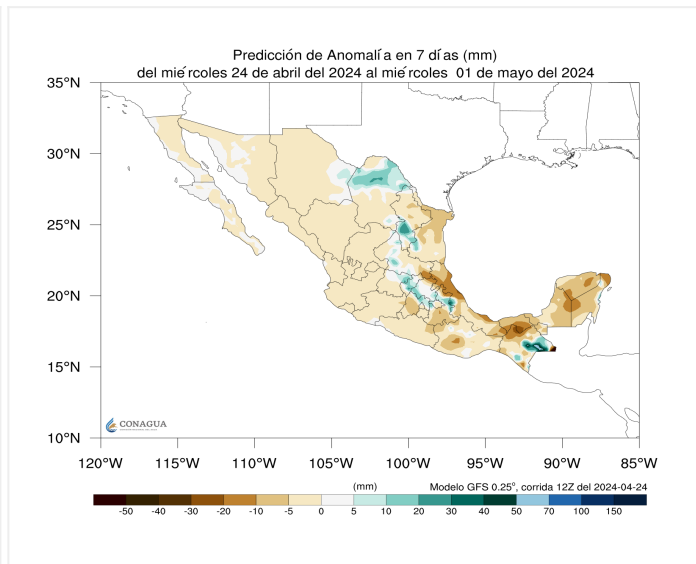 Predicción de Anomalía en 7 días (mm)
del miércoles 24 de abril del 2024 al miércoles 01 de mayo del 2024
35°N
30°N
25°N
20°N
15°N
10°N
CONAGUA
120°W 115°W 110°W 105°W 100°W 95°W 90°W 85°W
(mm) Modelo GFS 0.25°, corrida 12Z del 2024-04-24
-50 -40 -30 -20 -10 -5 0 5 10 20 30 40 50 70 100 150